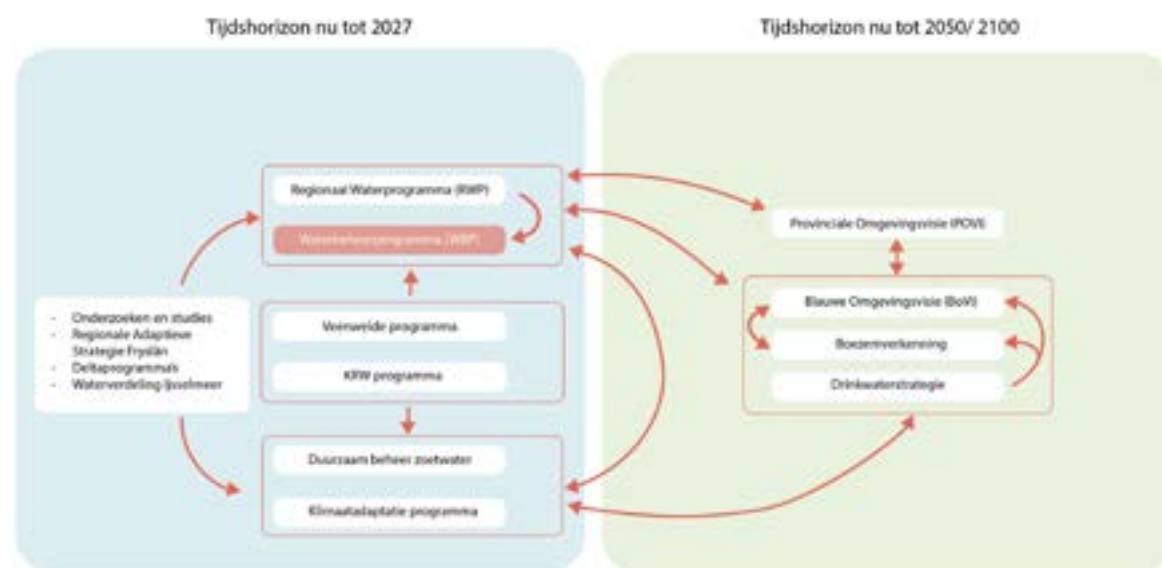 Tijdshorizon nu tot 2027
Tijdshorizon nu tot 2050/ 2100
Regionaal Waterprogramma (RWP)
Waterbeheerprogramma (WBP)
- Onderzoeken en studies
- Regionale Adaptieve
Strategie Fryslân
- Deltaprogramma's
- Waterverdeling IJsselmeer
Veenweide programma
KRW programma
Duurzaam beheer zoetwater
Klimaatadaptatie programma
Provinciale Omgevingsvisie (POVI)
Blauwe Omgevingsvisie (BoVI)
Boezemverkenning
Drinkwaterstrategie